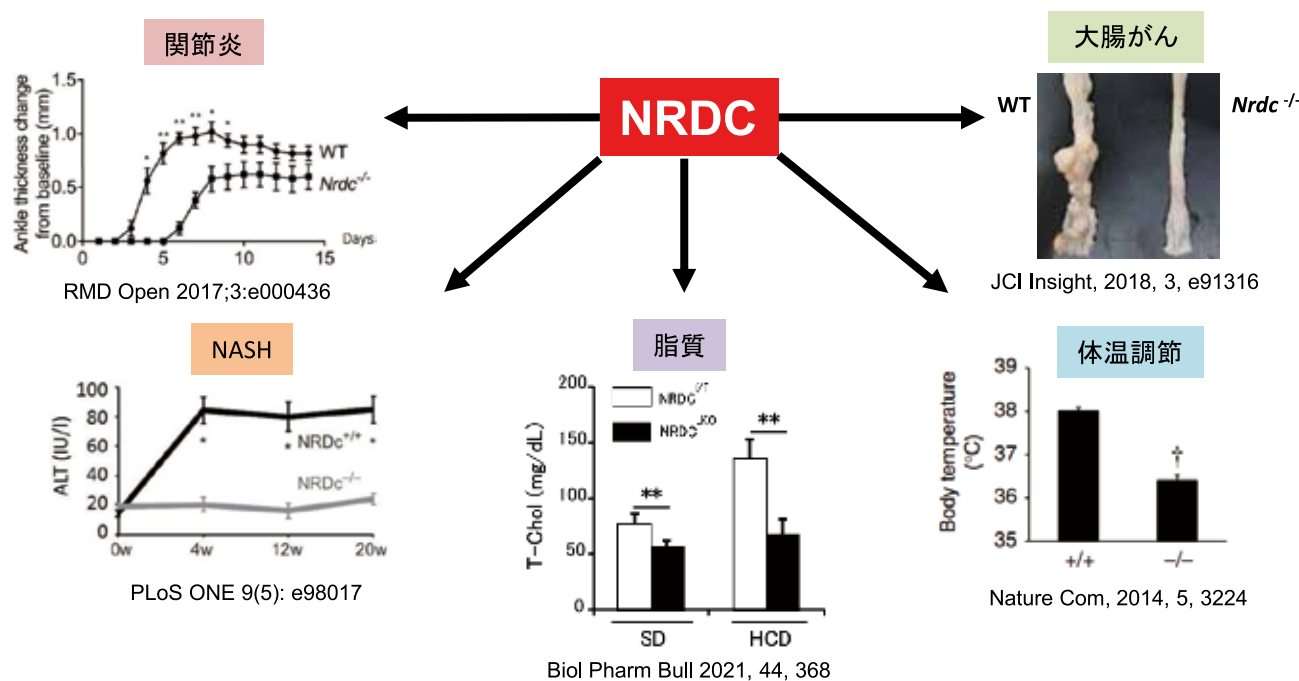 関節炎
NRDC
大腸がん
1.5
1.0
0.5
0.0
Ankle thickness change
from baseline (mm)
* ** ** ** * *
WT
Nrdc-/-
0 5 10 15
Days
RMD Open 2017;3:e000436
WT
Nrdc -/-
JCI Insight, 2018, 3, e91316
NASH
100
80
60
40
20
0
ALT (IU/l)
* * *
NRDc+/+
NRDc-/-
0w 4w 12w 20w
PLoS ONE 9(5): e98017
脂質
200
150
100
50
0
T-Chol (mg/dL)
NRDC
NRDC
**
**
SD HCD
Biol Pharm Bull 2021, 44, 368
体温調節
39
38
37
36
35
Body temperature
(°C)
†
+/+ –/–
Nature Com, 2014, 5, 3224